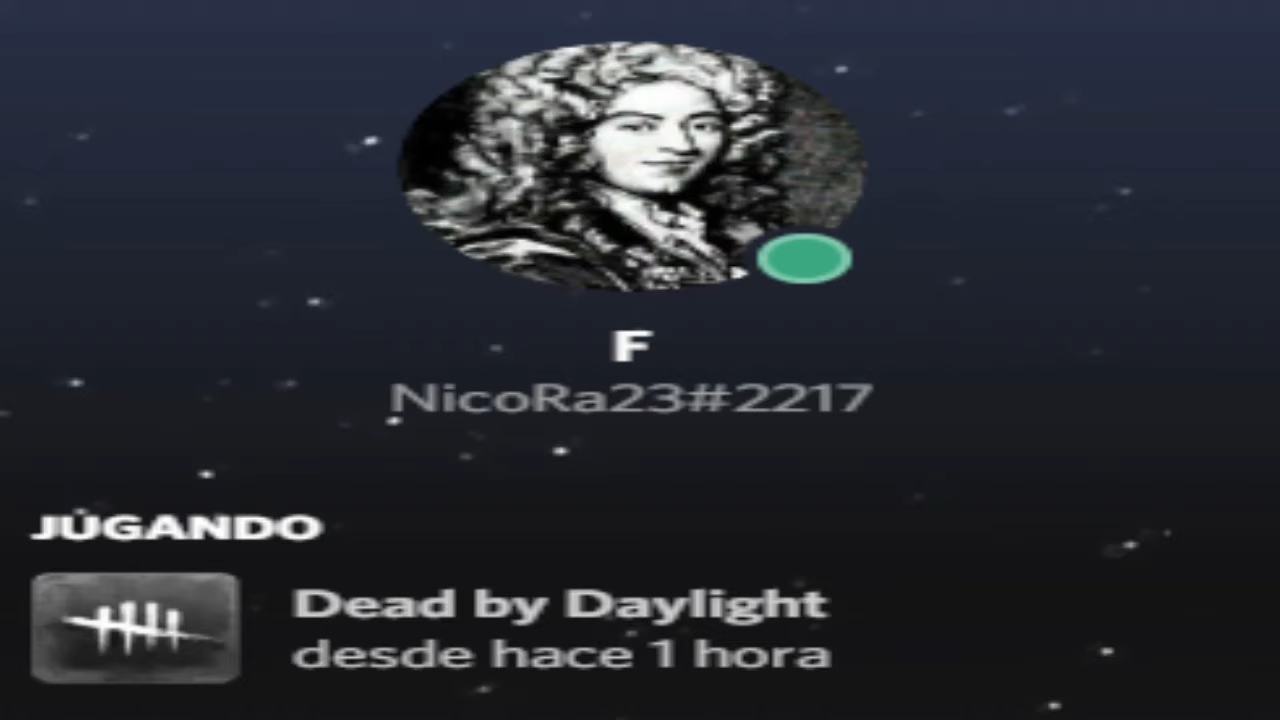 F
NicoRa23#2217
JUGANDO
Dead by Daylight
desde hace 1 hora